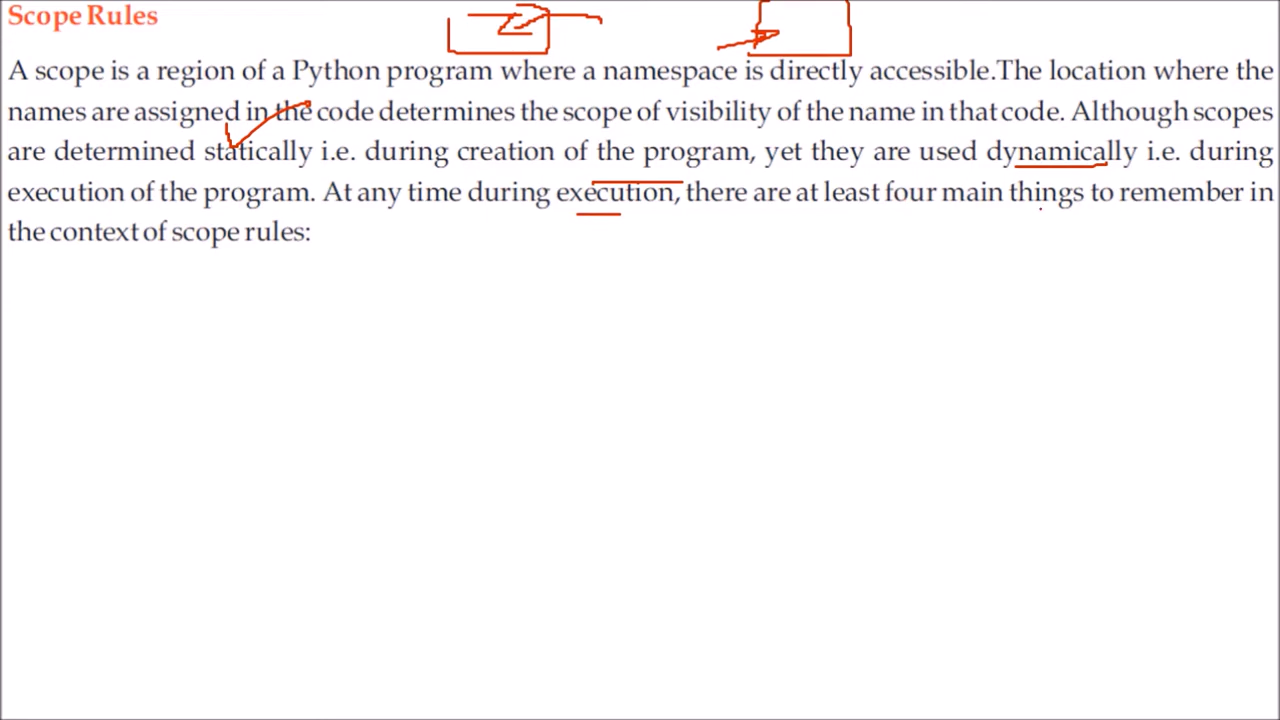 Scope Rules
A scope is a region of a Python program where a namespace is directly accessible.The location where the
names are assigned in the code determines the scope of visibility of the name in that code. Although scopes
are determined statically i.e. during creation of the program, yet they are used dynamically i.e. during
execution of the program. At any time during execution, there are at least four main things to remember in
the context of scope rules: